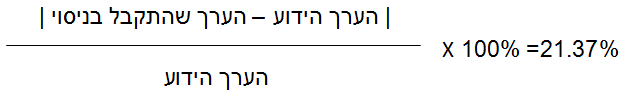 | הערך הידוע – הערך שהתקבל בניסוי |
X 100% =21.37%
הערך הידוע